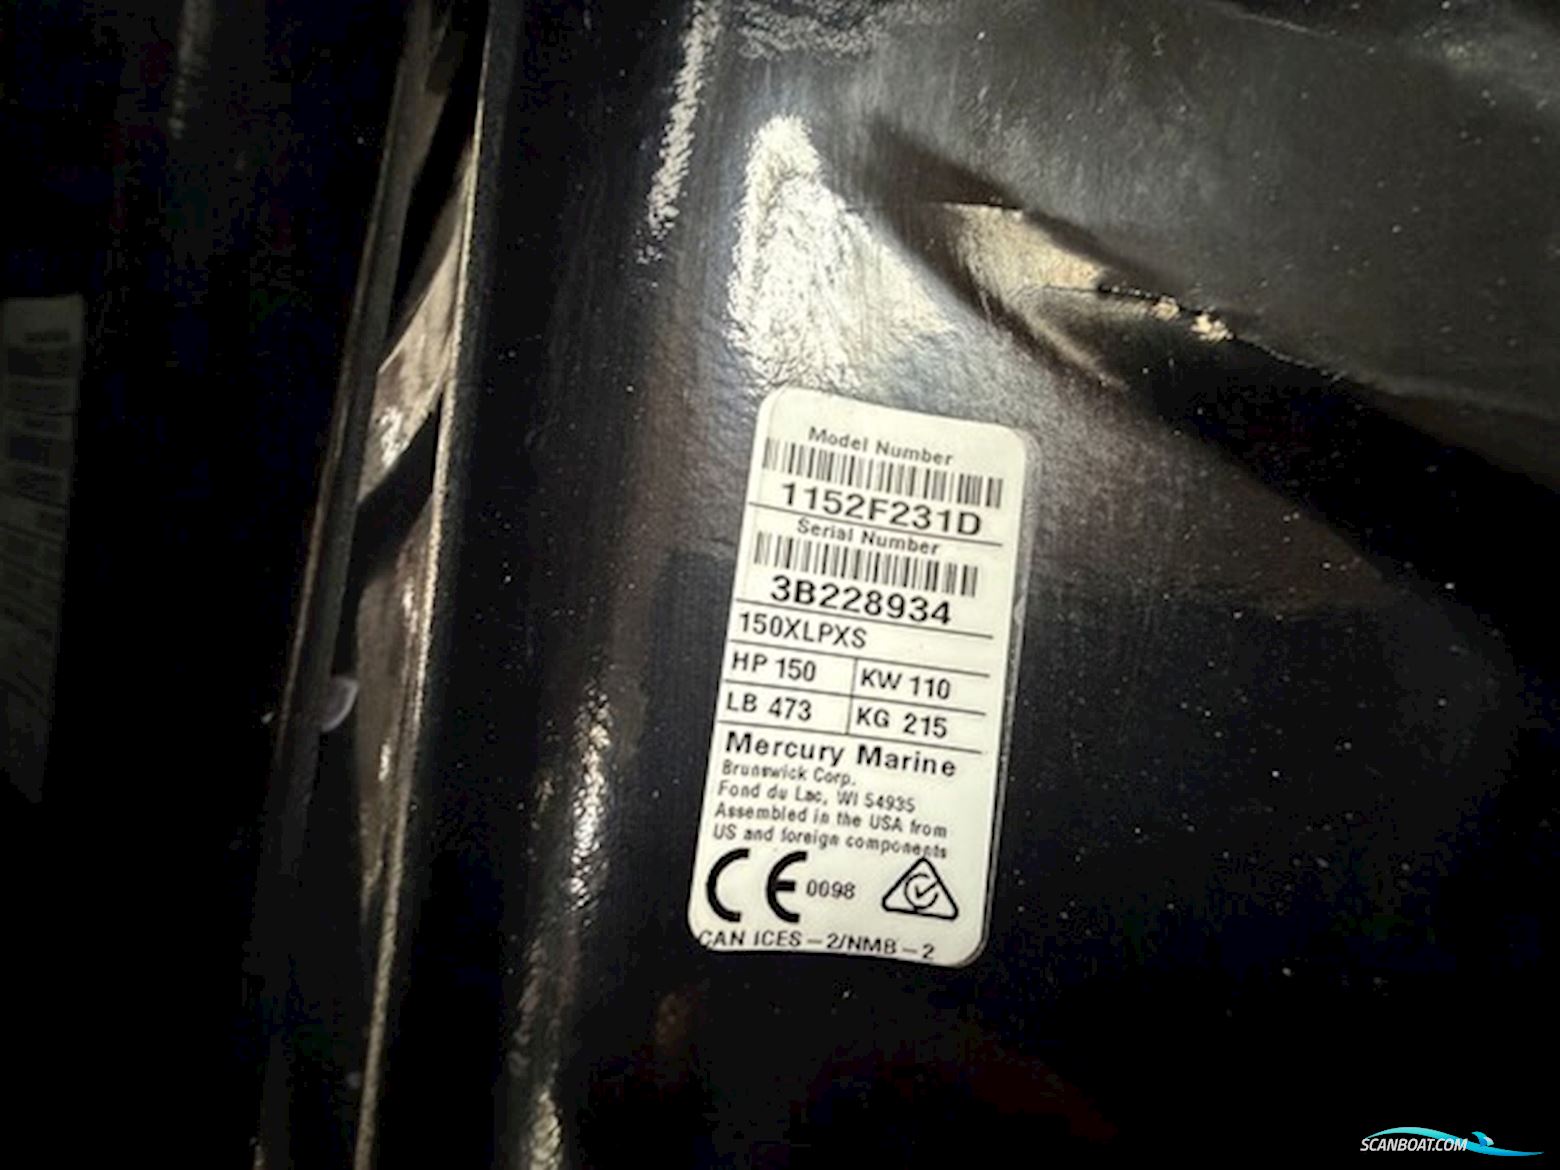 Model Number
1152F231D
Serial Number
3B228934
150XLPXS
HP 150 KW 110
LB 473 KG 215
Mercury Marine
Brunswick Corp.
Fond du Lac, WI 54935
Assembled in the USA from
US and foreign components
CE 0098
CAN ICES-2/NMB-2
SCANBOAT.COM